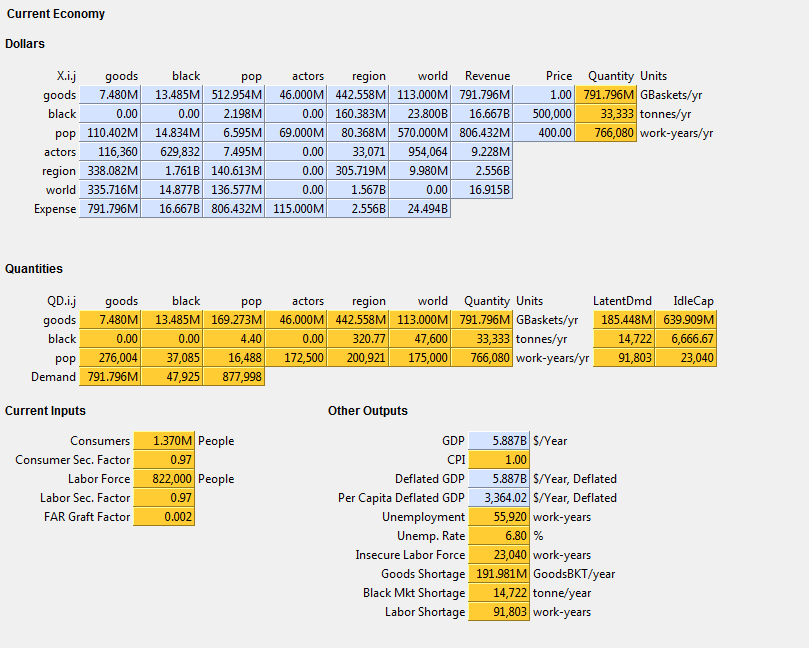 Current Economy
Dollars
X.i.j goods black pop actors region world Revenue Price Quantity Units
goods 7.480M 13.485M 512.954M 46.000M 442.558M 113.000M 791.796M 1.00 791.796M GBaskets/yr
black 0.00 0.00 2.198M 0.00 160.383M 23.800B 16.667B 500,000 33,333 tonnes/yr
pop 110.402M 14.834M 6.595M 69.000M 80.368M 570.000M 806.432M 400.00 766,080 work-years/yr
actors 116,360 629,832 7.495M 0.00 33,071 954,064 9.228M
region 338.082M 1.761B 140.613M 0.00 305.719M 9.980M 2.556B
world 335.716M 14.877B 136.577M 0.00 1.567B 0.00 16.915B
Expense 791.796M 16.667B 806.432M 115.000M 2.556B 24.494B
Quantities
QD.i.j goods black pop actors region world Quantity Units LatentDmd IdleCap
goods 7.480M 13.485M 169.273M 46.000M 442.558M 113.000M 791.796M GBaskets/yr 185.448M 639.909M
black 0.00 0.00 4.40 0.00 320.77 47,600 33,333 tonnes/yr 14,722 6,666.67
pop 276,004 37,085 16,488 172,500 200,921 175,000 766,080 work-years/yr 91,803 23,040
Demand 791.796M 47,925 877,998
Current Inputs Other Outputs
Consumers 1.370M People GDP 5.887B $/Year
Consumer Sec. Factor 0.97 CPI 1.00
Labor Force 822,000 People Deflated GDP 5.887B $/Year, Deflated
Labor Sec. Factor 0.97 Per Capita Deflated GDP 3,364.02 $/Year, Deflated
FAR Graft Factor 0.002 Unemployment 55,920 work-years
Unemp. Rate 6.80 %
Insecure Labor Force 23,040 work-years
Goods Shortage 191.981M GoodsBKT/year
Black Mkt Shortage 14,722 tonne/year
Labor Shortage 91,803 work-years